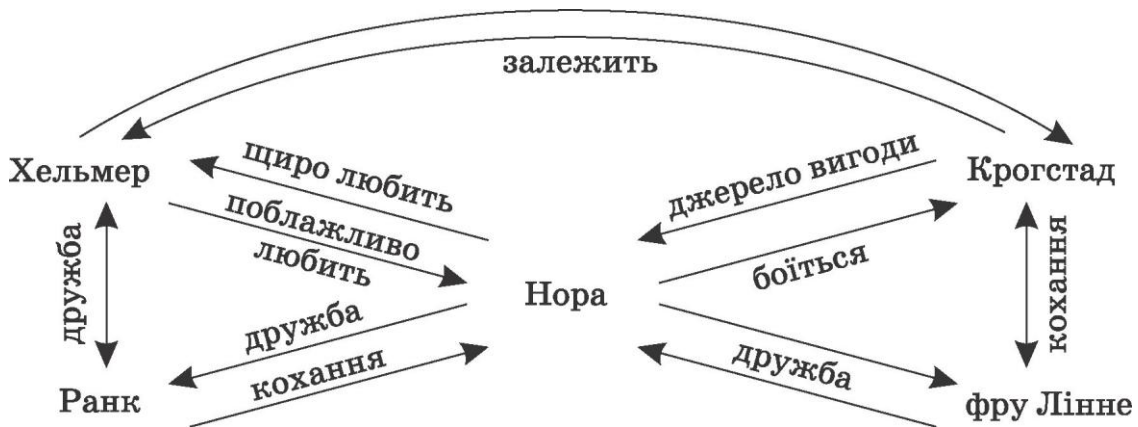 залежить
Хельмер
щиро любить
джерело вигоди
Крогстад
поблажливо
любить
дружба
Нора
боїться
кохання
дружба
кохання
дружба
Ранк
фру Лінне